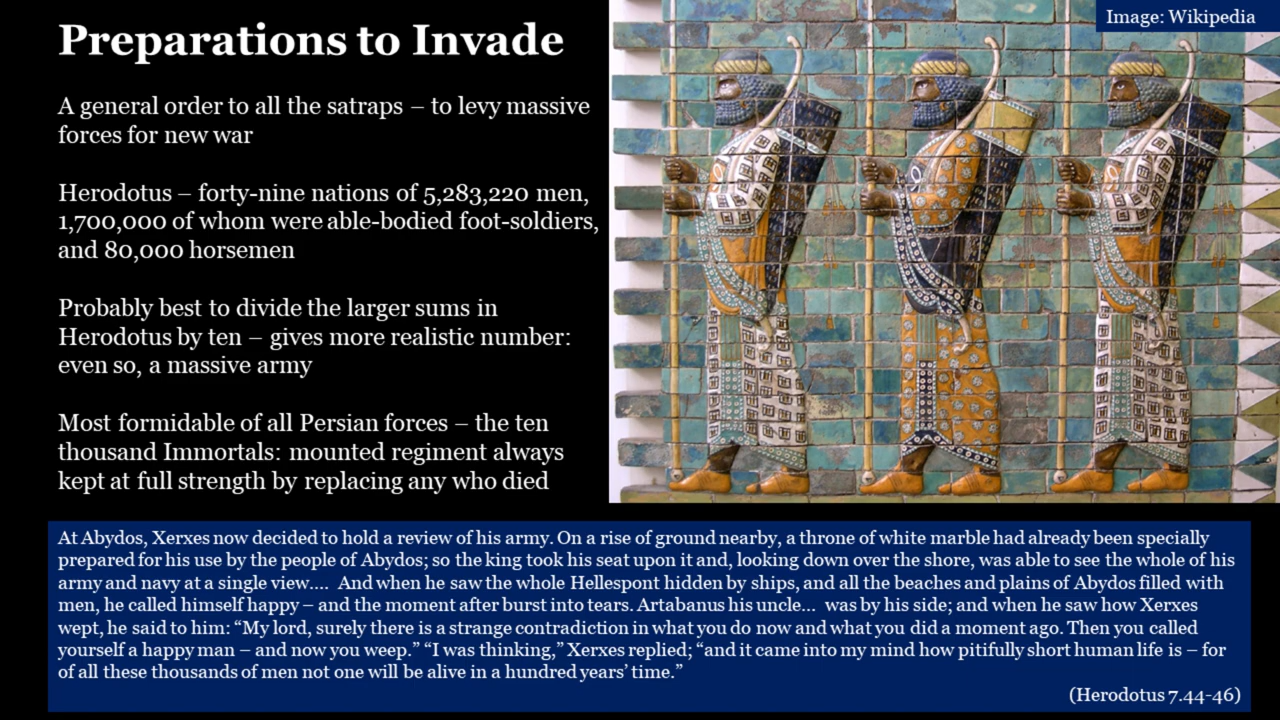 Preparations to Invade
Image: Wikipedia
A general order to all the satraps – to levy massive
forces for new war
Herodotus – forty-nine nations of 5,283,220 men,
1,700,000 of whom were able-bodied foot-soldiers,
and 80,000 horsemen
Probably best to divide the larger sums in
Herodotus by ten – gives more realistic number:
even so, a massive army
Most formidable of all Persian forces – the ten
thousand Immortals: mounted regiment always
kept at full strength by replacing any who died
At Abydos, Xerxes now decided to hold a review of his army. On a rise of ground nearby, a throne of white marble had already been specially
prepared for his use by the people of Abydos; so the king took his seat upon it and, looking down over the shore, was able to see the whole of his
army and navy at a single view.... And when he saw the whole Hellespont hidden by ships, and all the beaches and plains of Abydos filled with
men, he called himself happy – and the moment after burst into tears. Artabanus his uncle... was by his side; and when he saw how Xerxes
wept, he said to him: “My lord, surely there is a strange contradiction in what you do now and what you did a moment ago. Then you called
yourself a happy man – and now you weep.” “I was thinking,” Xerxes replied; “and it came into my mind how pitifully short human life is – for
of all these thousands of men not one will be alive in a hundred years’ time.”
(Herodotus 7.44-46)